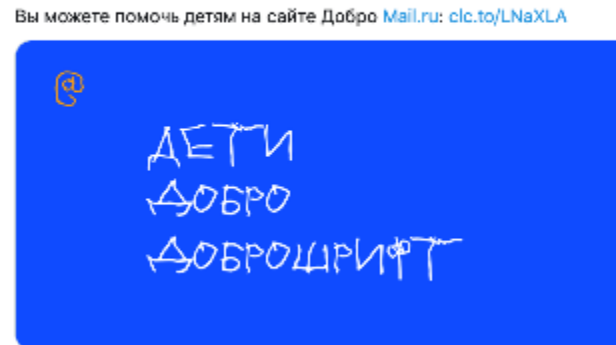 Вы можете помочь детям на сайте Добро Mail.ru: clc.to/LNaXLA
@
ДЕТИ
ДОБРО
ДОБРОШРИФТ